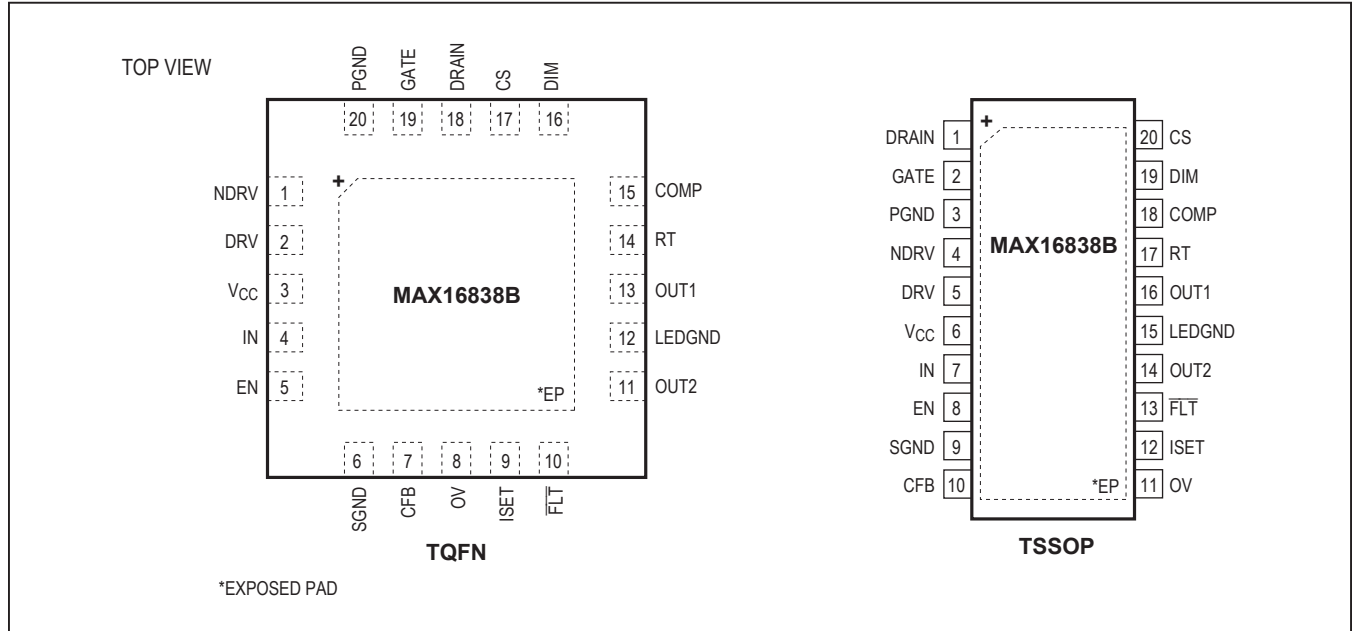 TOP VIEW
PGND
GATE
DRAIN
CS
DIM
20
19
18
17
16
+
NDRV 1
DRV 2
VCC 3
IN 4
EN 5
MAX16838B
*EP
15 COMP
14 RT
13 OUT1
12 LEDGND
11 OUT2
6
7
8
9
10
SGND
CFB
OV
ISET
FLT
TQFN
*EXPOSED PAD
+
DRAIN 1
GATE 2
PGND 3
NDRV 4
DRV 5
VCC 6
IN 7
EN 8
SGND 9
CFB 10
MAX16838B
*EP
20 CS
19 DIM
18 COMP
17 RT
16 OUT1
15 LEDGND
14 OUT2
13 FLT
12 ISET
11 OV
TSSOP